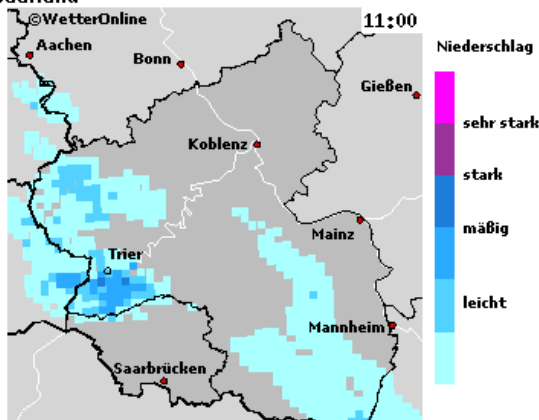 ©WetterOnline
11:00
Aachen
Bonn
Niederschlag
Gießen
sehr stark
Koblenz
stark
Mainz
mäßig
Trier
leicht
Mannheim
Saarbrücken